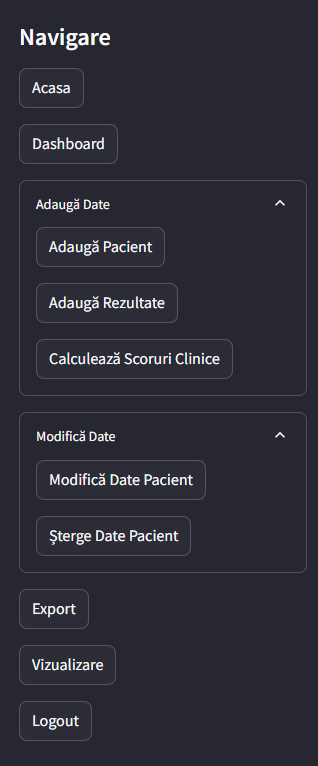 Navigare
Acasa
Dashboard
Adaugă Date
Adaugă Pacient
Adaugă Rezultate
Calculează Scoruri Clinice
Modifică Date
Modifică Date Pacient
Șterge Date Pacient
Export
Vizualizare
Logout